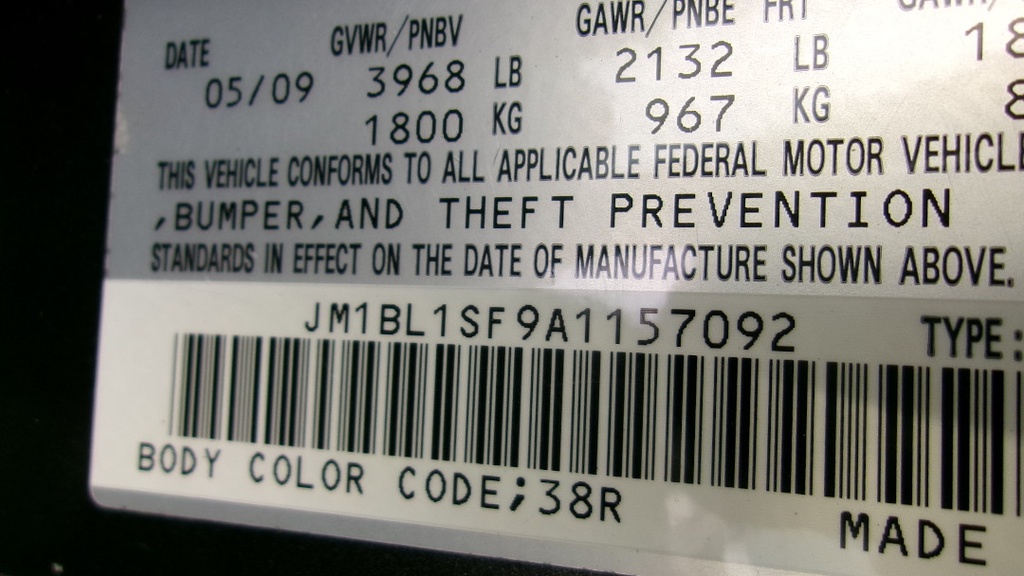 DATE GVWR/PNBV GAWR/PNBE FRT
05/09 3968 LB 2132 LB
1800 KG 967 KG
THIS VEHICLE CONFORMS TO ALL APPLICABLE FEDERAL MOTOR VEHICLE
,BUMPER,AND THEFT PREVENTION
STANDARDS IN EFFECT ON THE DATE OF MANUFACTURE SHOWN ABOVE.
JM1BL1SF9A1157092 TYPE:
BODY COLOR CODE;38R
MADE